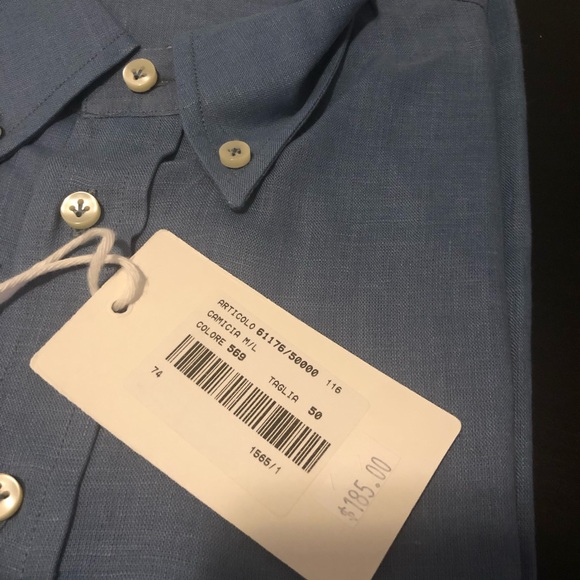 ARTICOLO 61176/50000 116
CAMICIA M/L
COLORE 569
74 TAGLIA 50
1565/1
$185.00